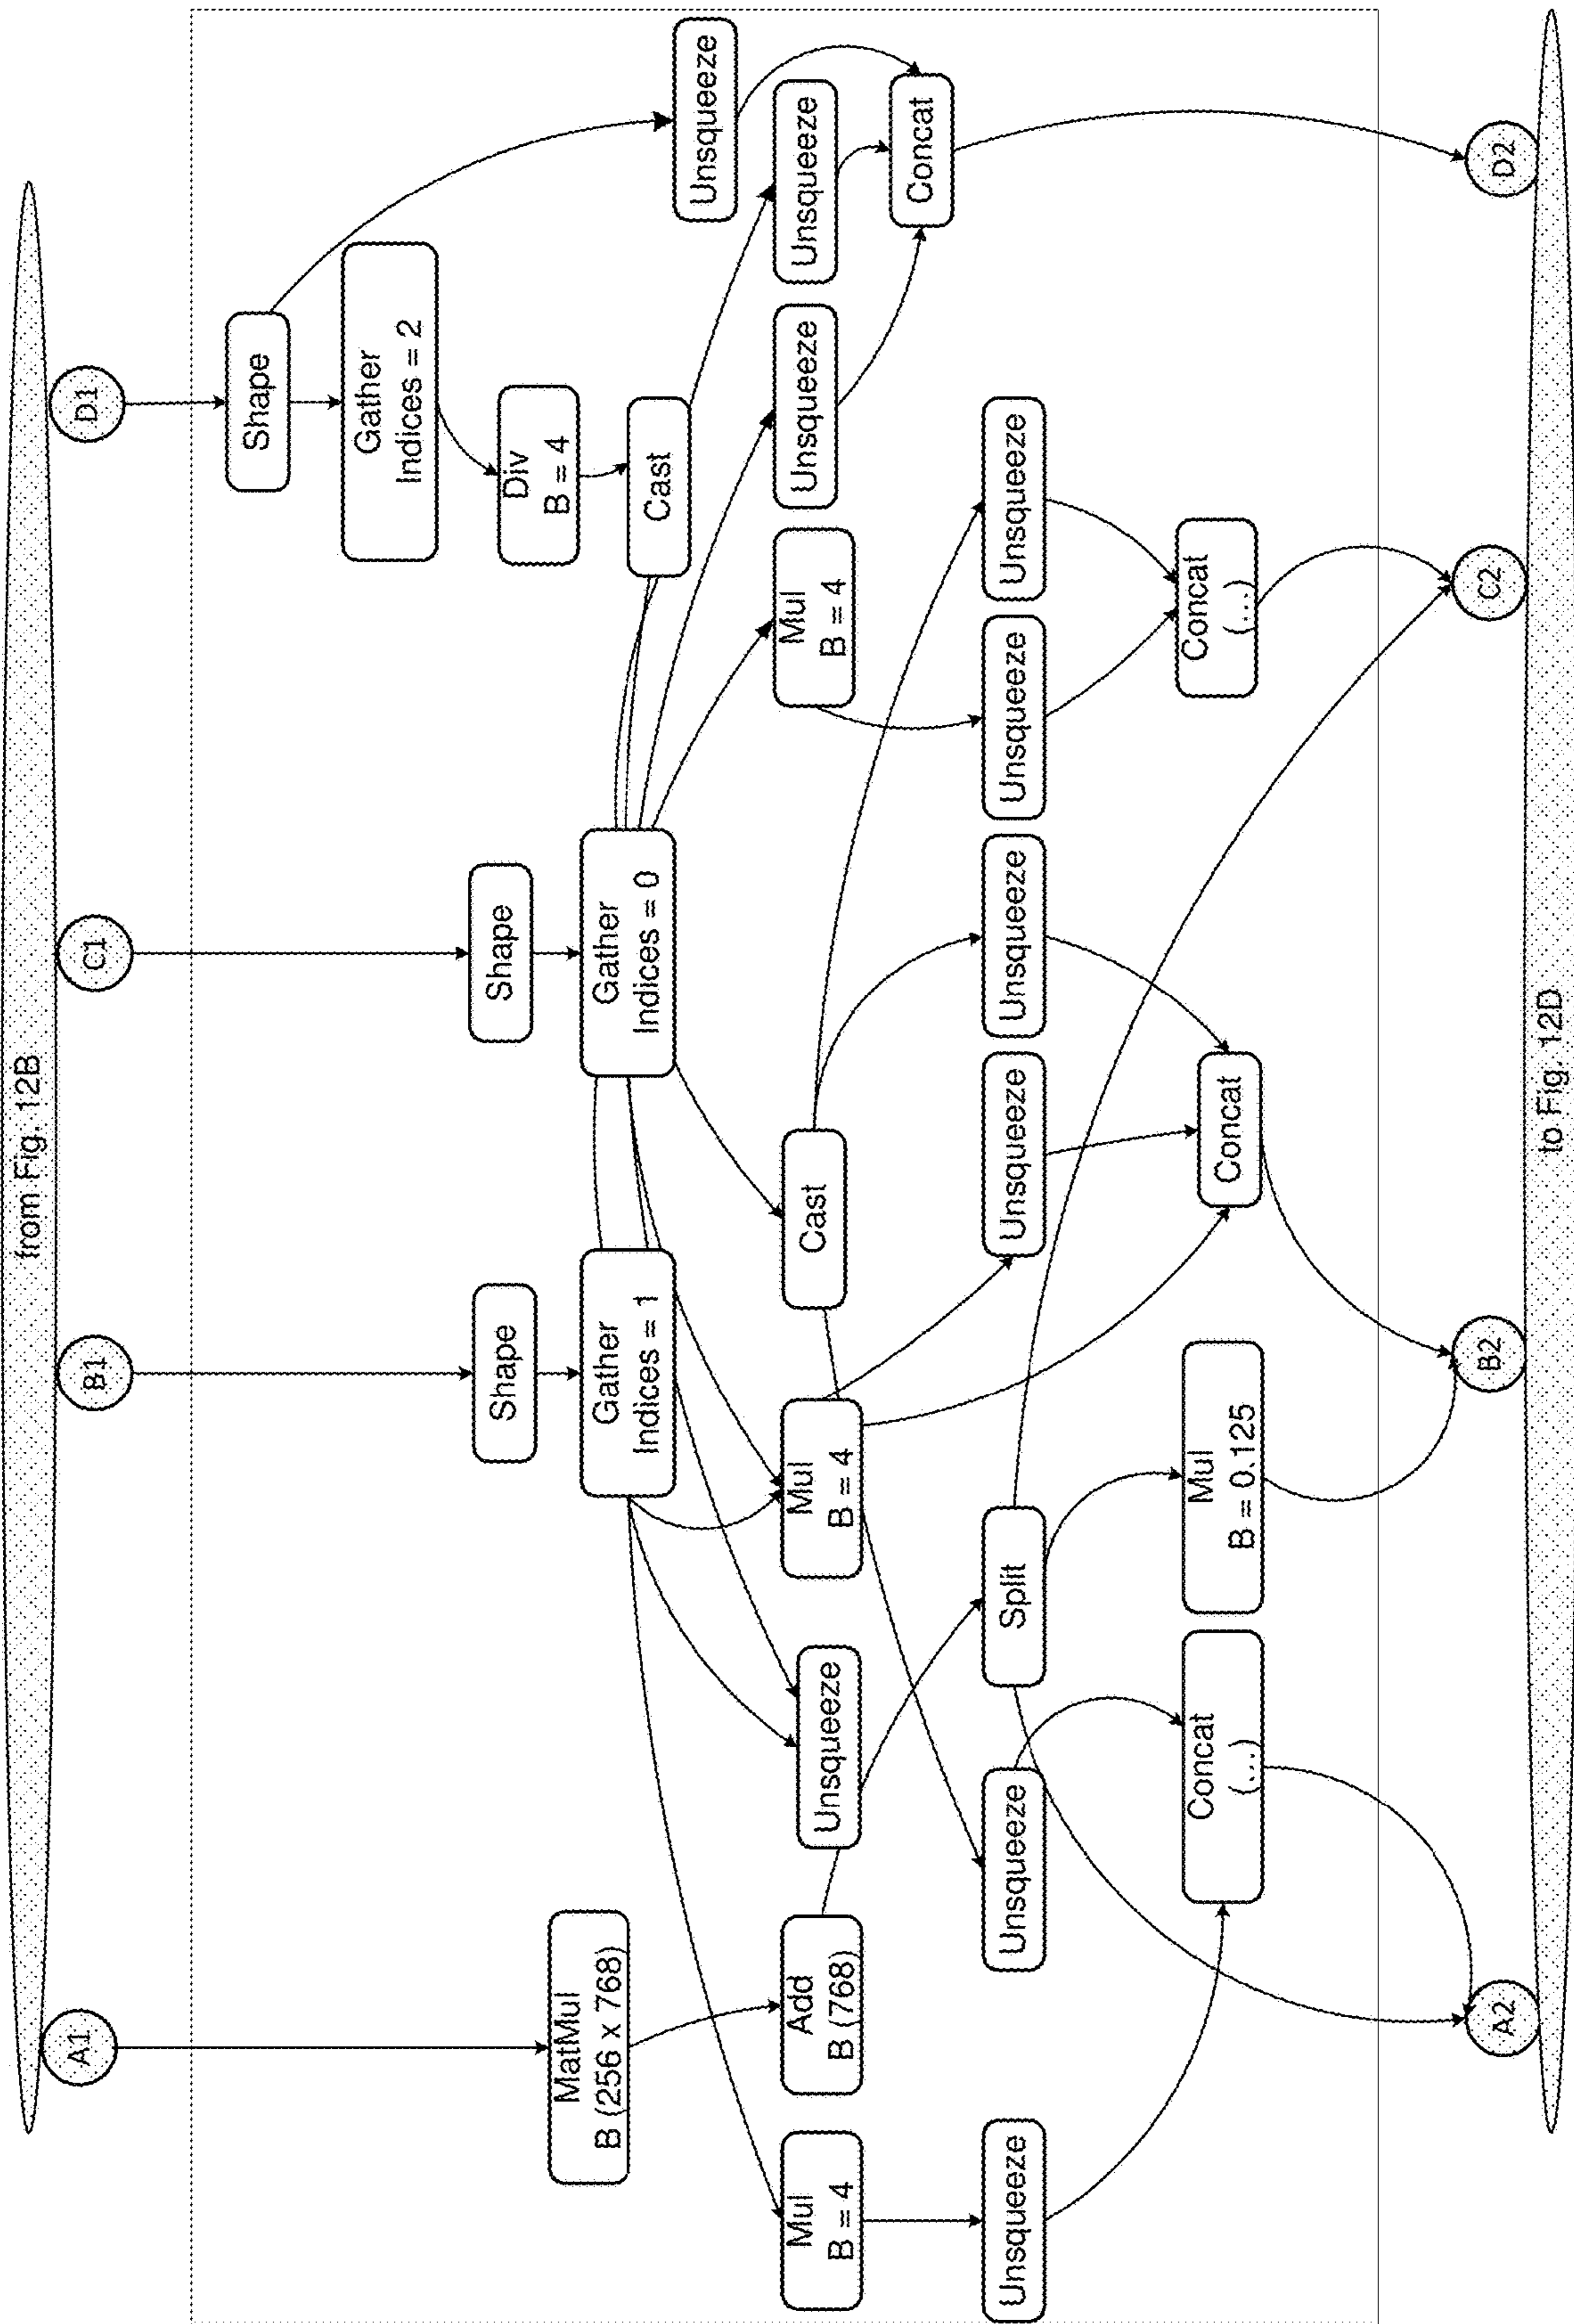 from Fig. 12B
A1
B1
C1
D1
Shape
Gather
Indices = 2
Div
B = 4
Cast
Shape
Gather
Indices = 0
Shape
Gather
Indices = 1
MatMul
B (256 x 768)
Unsqueeze
Mul
B = 4
Add
B (768)
Unsqueeze
Mul
B = 4
Cast
Mul
B = 4
Unsqueeze
Unsqueeze
Concat
Unsqueeze
Unsqueeze
Split
Unsqueeze
Unsqueeze
Unsqueeze
Unsqueeze
Concat
(...)
Mul
B = 0.125
Concat
Concat
(...)
A2
B2
C2
D2
to Fig. 12D